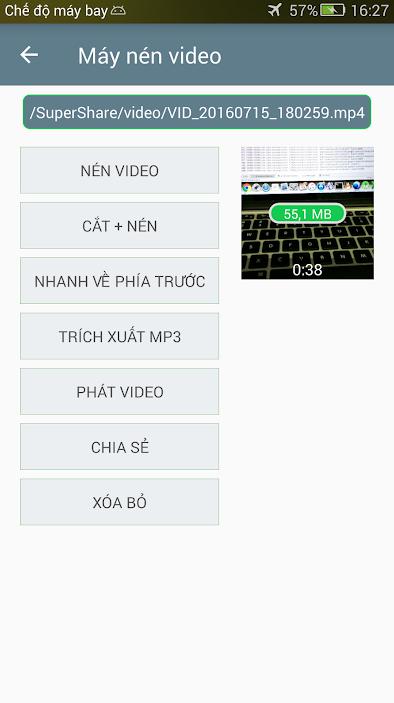 Chế độ máy bay 57% 16:27
Máy nén video
/SuperShare/video/VID_20160715_180259.mp4
NÉN VIDEO
CẮT + NÉN
NHANH VỀ PHÍA TRƯỚC
TRÍCH XUẤT MP3
PHÁT VIDEO
CHIA SẺ
XÓA BỎ
55,1 MB
0:38